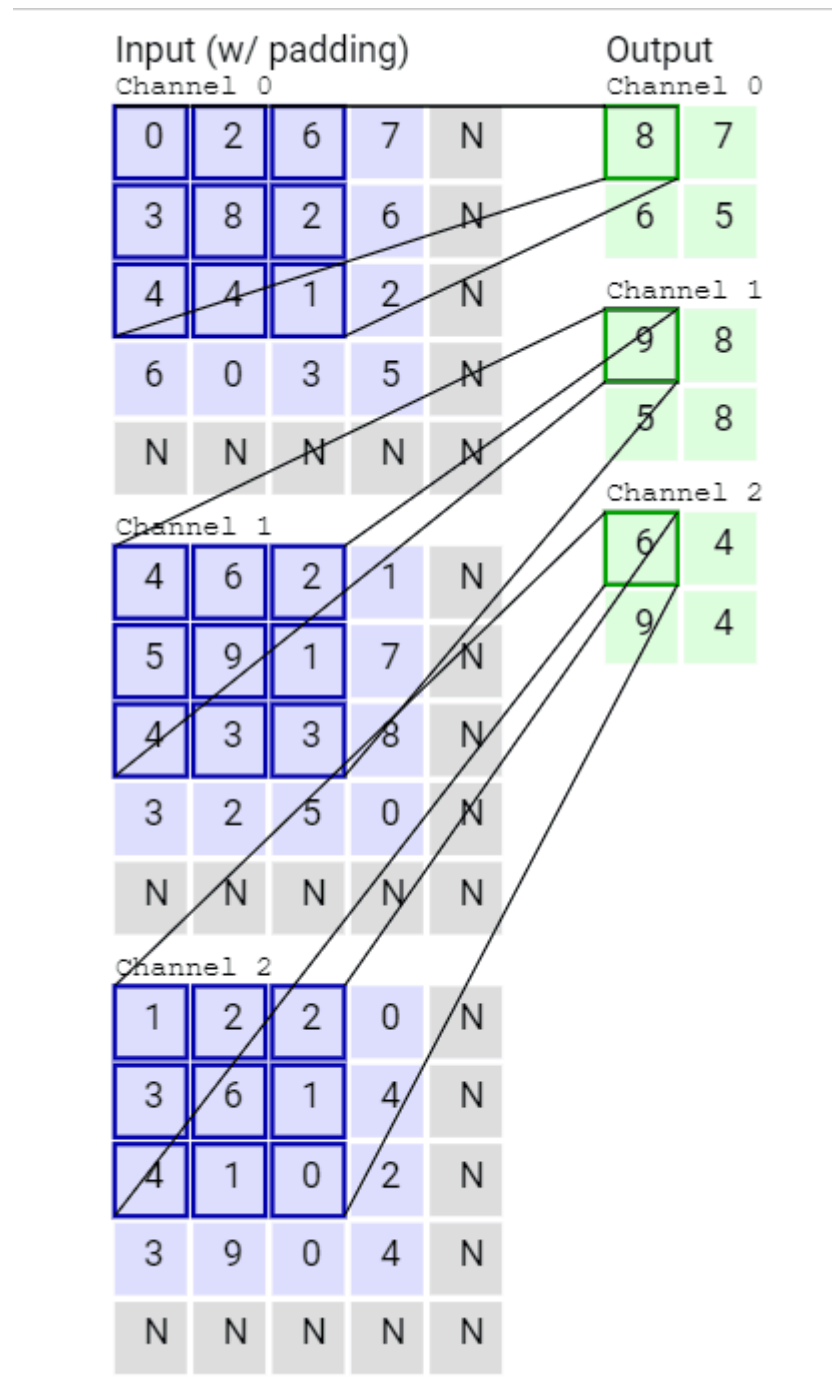 Input (w/ padding)
Channel 0
0 2 6 7 N
3 8 2 6 N
4 4 1 2 N
6 0 3 5 N
N N N N N
Channel 1
4 6 2 1 N
5 9 1 7 N
4 3 3 8 N
3 2 5 0 N
N N N N N
Channel 2
1 2 2 0 N
3 6 1 4 N
4 1 0 2 N
3 9 0 4 N
N N N N N
Output
Channel 0
8 7
6 5
Channel 1
9 8
5 8
Channel 2
6 4
9 4